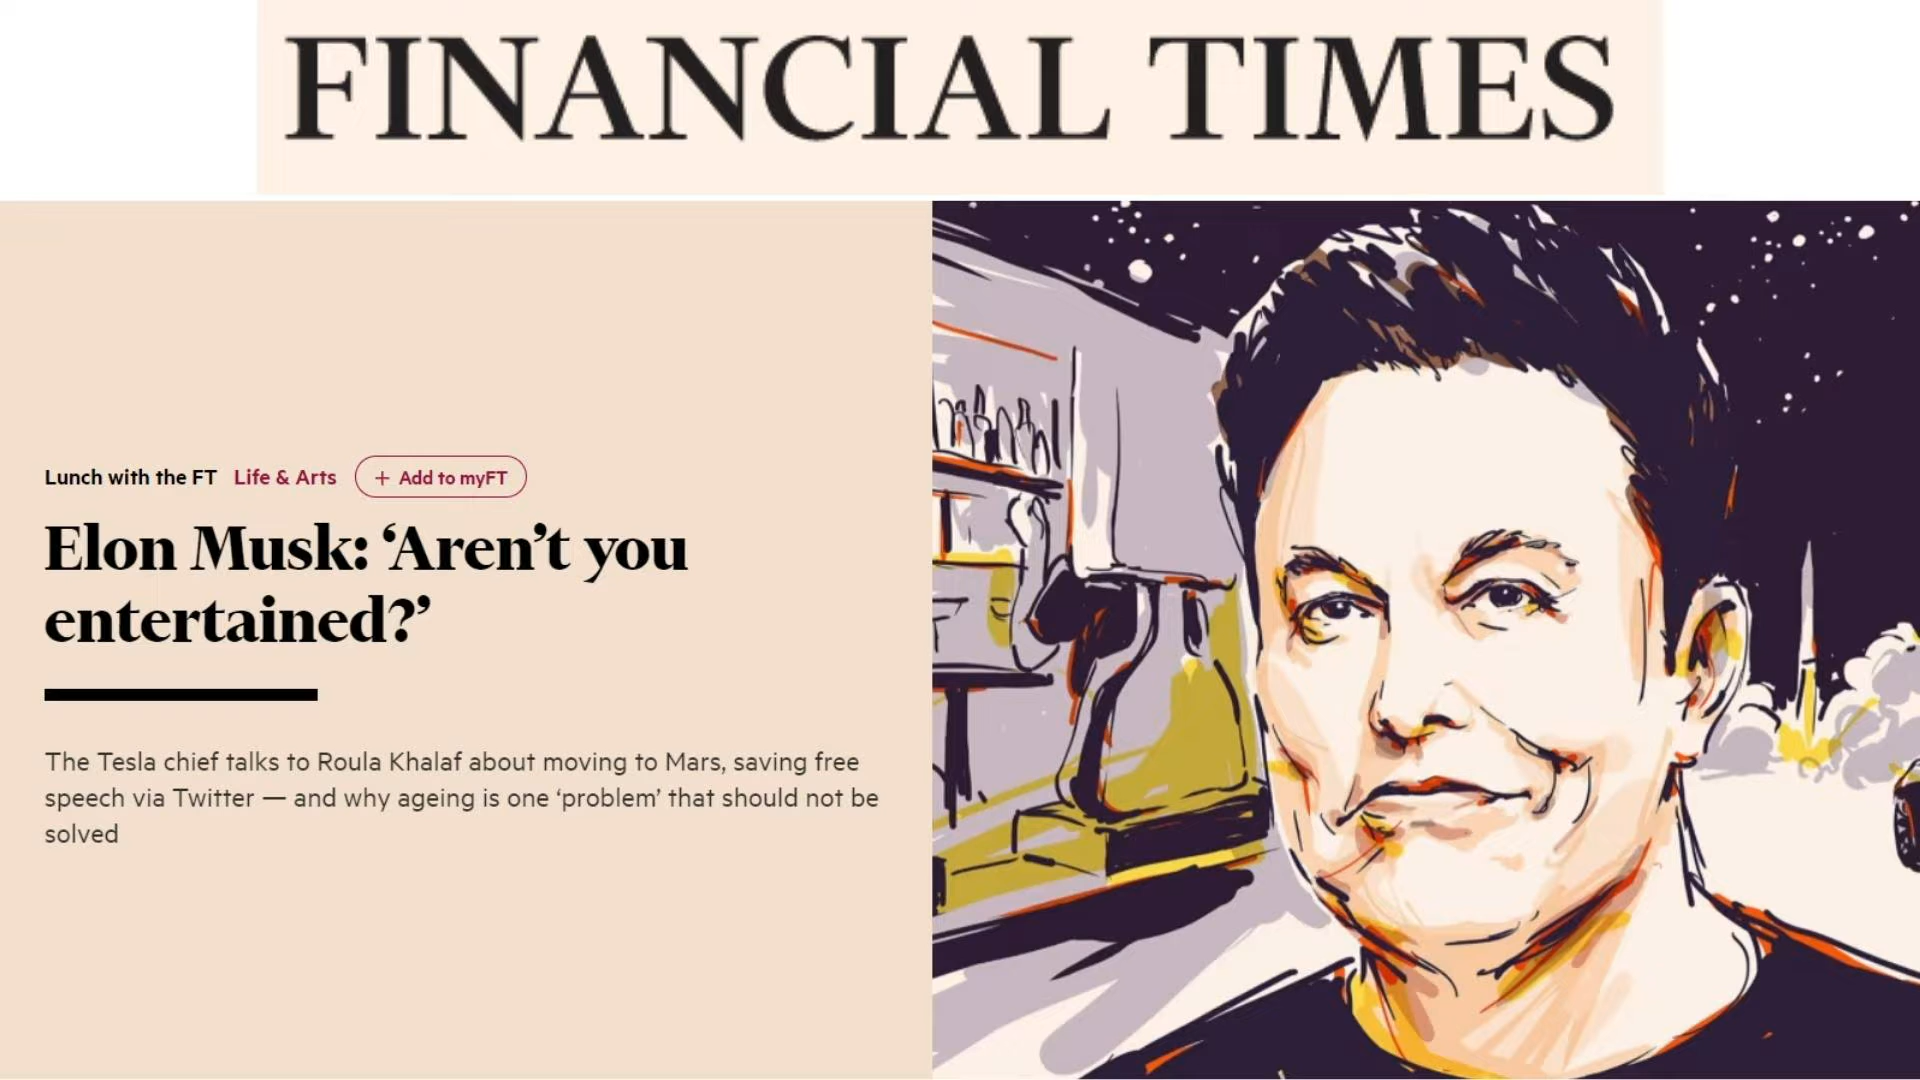 FINANCIAL TIMES
Lunch with the FT Life & Arts + Add to myFT
Elon Musk: ‘Aren’t you
entertained?’
The Tesla chief talks to Roula Khalaf about moving to Mars, saving free
speech via Twitter — and why ageing is one ‘problem’ that should not be
solved